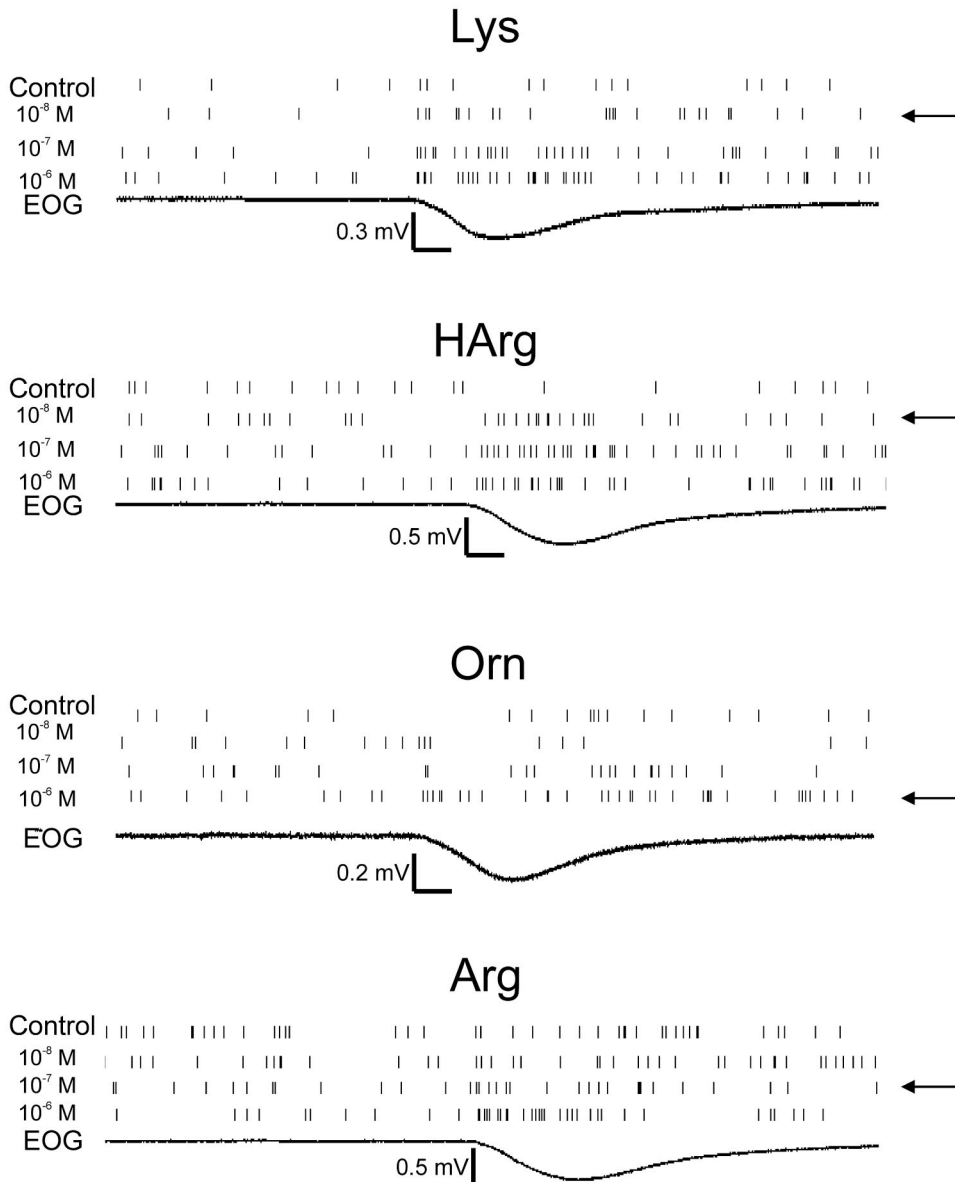 Lys
Control
10⁻⁸ M
10⁻⁷ M
10⁻⁶ M
EOG
0.3 mV
HArg
Control
10⁻⁸ M
10⁻⁷ M
10⁻⁶ M
EOG
0.5 mV
Orn
Control
10⁻⁸ M
10⁻⁷ M
10⁻⁶ M
EOG
0.2 mV
Arg
Control
10⁻⁸ M
10⁻⁷ M
10⁻⁶ M
EOG
0.5 mV